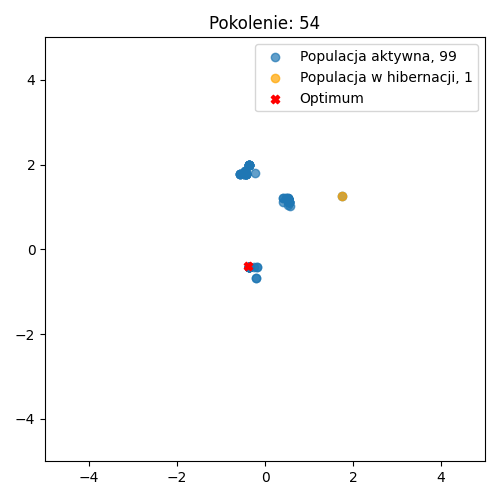 Pokolenie: 54
Populacja aktywna, 99
Populacja w hibernacji, 1
Optimum
4
2
0
−2
−4
−4
−2
0
2
4